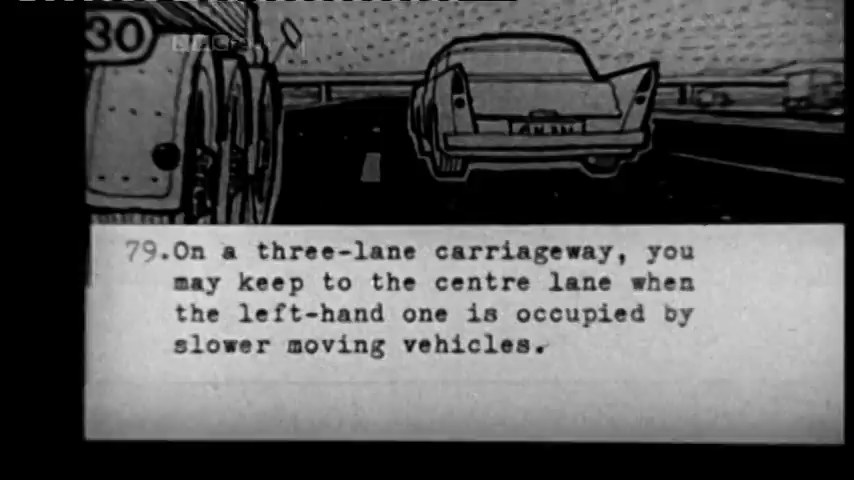 30
79. On a three-lane carriageway, you
may keep to the centre lane when
the left-hand one is occupied by
slower moving vehicles.